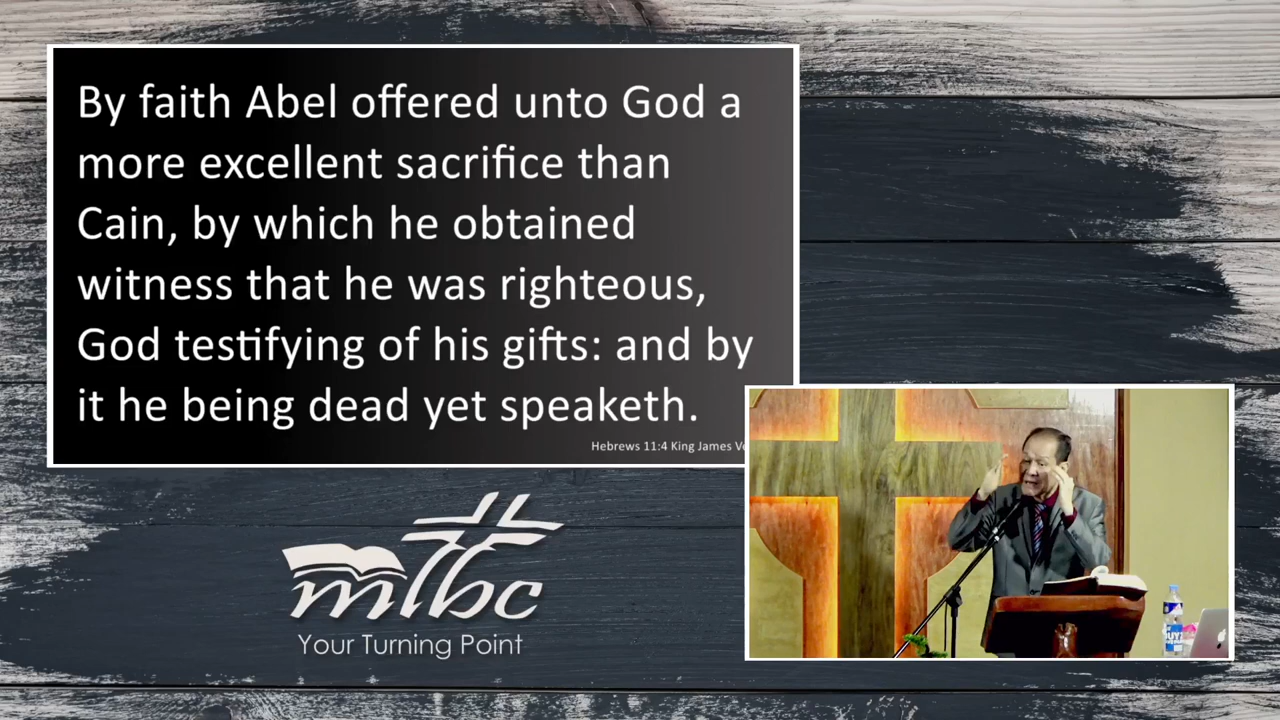 By faith Abel offered unto God a
more excellent sacrifice than
Cain, by which he obtained
witness that he was righteous,
God testifying of his gifts: and by
it he being dead yet speaketh.
Hebrews 11:4 King James
mlbc
Your Turning Point